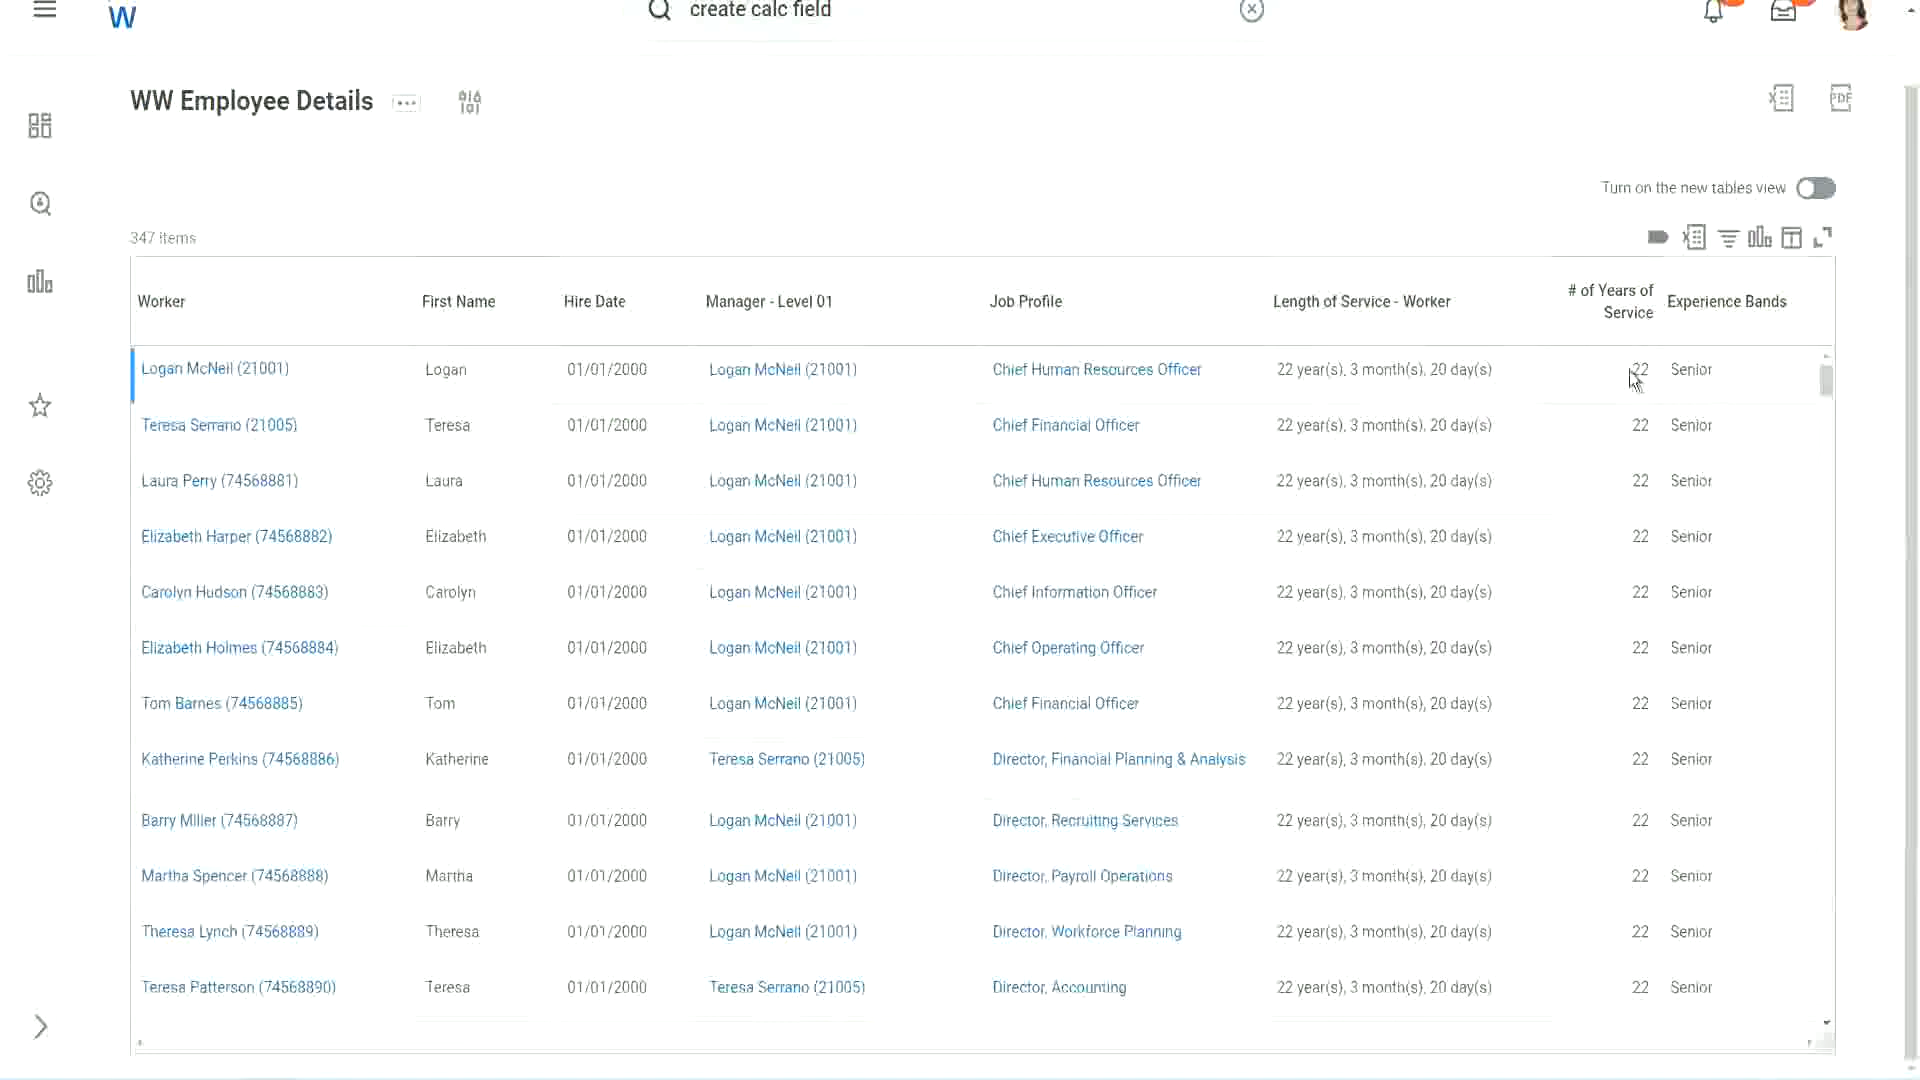 W
create calc field
WW Employee Details
PDF
Turn on the new tables view
347 items
Worker First Name Hire Date Manager - Level 01 Job Profile Length of Service - Worker # of Years of Service Experience Bands
Logan McNeil (21001) Logan 01/01/2000 Logan McNeil (21001) Chief Human Resources Officer 22 year(s), 3 month(s), 20 day(s) 22 Senior
Teresa Serrano (21005) Teresa 01/01/2000 Logan McNeil (21001) Chief Financial Officer 22 year(s), 3 month(s), 20 day(s) 22 Senior
Laura Perry (74568881) Laura 01/01/2000 Logan McNeil (21001) Chief Human Resources Officer 22 year(s), 3 month(s), 20 day(s) 22 Senior
Elizabeth Harper (74568882) Elizabeth 01/01/2000 Logan McNeil (21001) Chief Executive Officer 22 year(s), 3 month(s), 20 day(s) 22 Senior
Carolyn Hudson (74568883) Carolyn 01/01/2000 Logan McNeil (21001) Chief Information Officer 22 year(s), 3 month(s), 20 day(s) 22 Senior
Elizabeth Holmes (74568884) Elizabeth 01/01/2000 Logan McNeil (21001) Chief Operating Officer 22 year(s), 3 month(s), 20 day(s) 22 Senior
Tom Barnes (74568885) Tom 01/01/2000 Logan McNeil (21001) Chief Financial Officer 22 year(s), 3 month(s), 20 day(s) 22 Senior
Katherine Perkins (74568886) Katherine 01/01/2000 Teresa Serrano (21005) Director, Financial Planning & Analysis 22 year(s), 3 month(s), 20 day(s) 22 Senior
Barry Miller (74568887) Barry 01/01/2000 Logan McNeil (21001) Director, Recruiting Services 22 year(s), 3 month(s), 20 day(s) 22 Senior
Martha Spencer (74568888) Martha 01/01/2000 Logan McNeil (21001) Director, Payroll Operations 22 year(s), 3 month(s), 20 day(s) 22 Senior
Theresa Lynch (74568889) Theresa 01/01/2000 Logan McNeil (21001) Director, Workforce Planning 22 year(s), 3 month(s), 20 day(s) 22 Senior
Teresa Patterson (74568890) Teresa 01/01/2000 Teresa Serrano (21005) Director, Accounting 22 year(s), 3 month(s), 20 day(s) 22 Senior